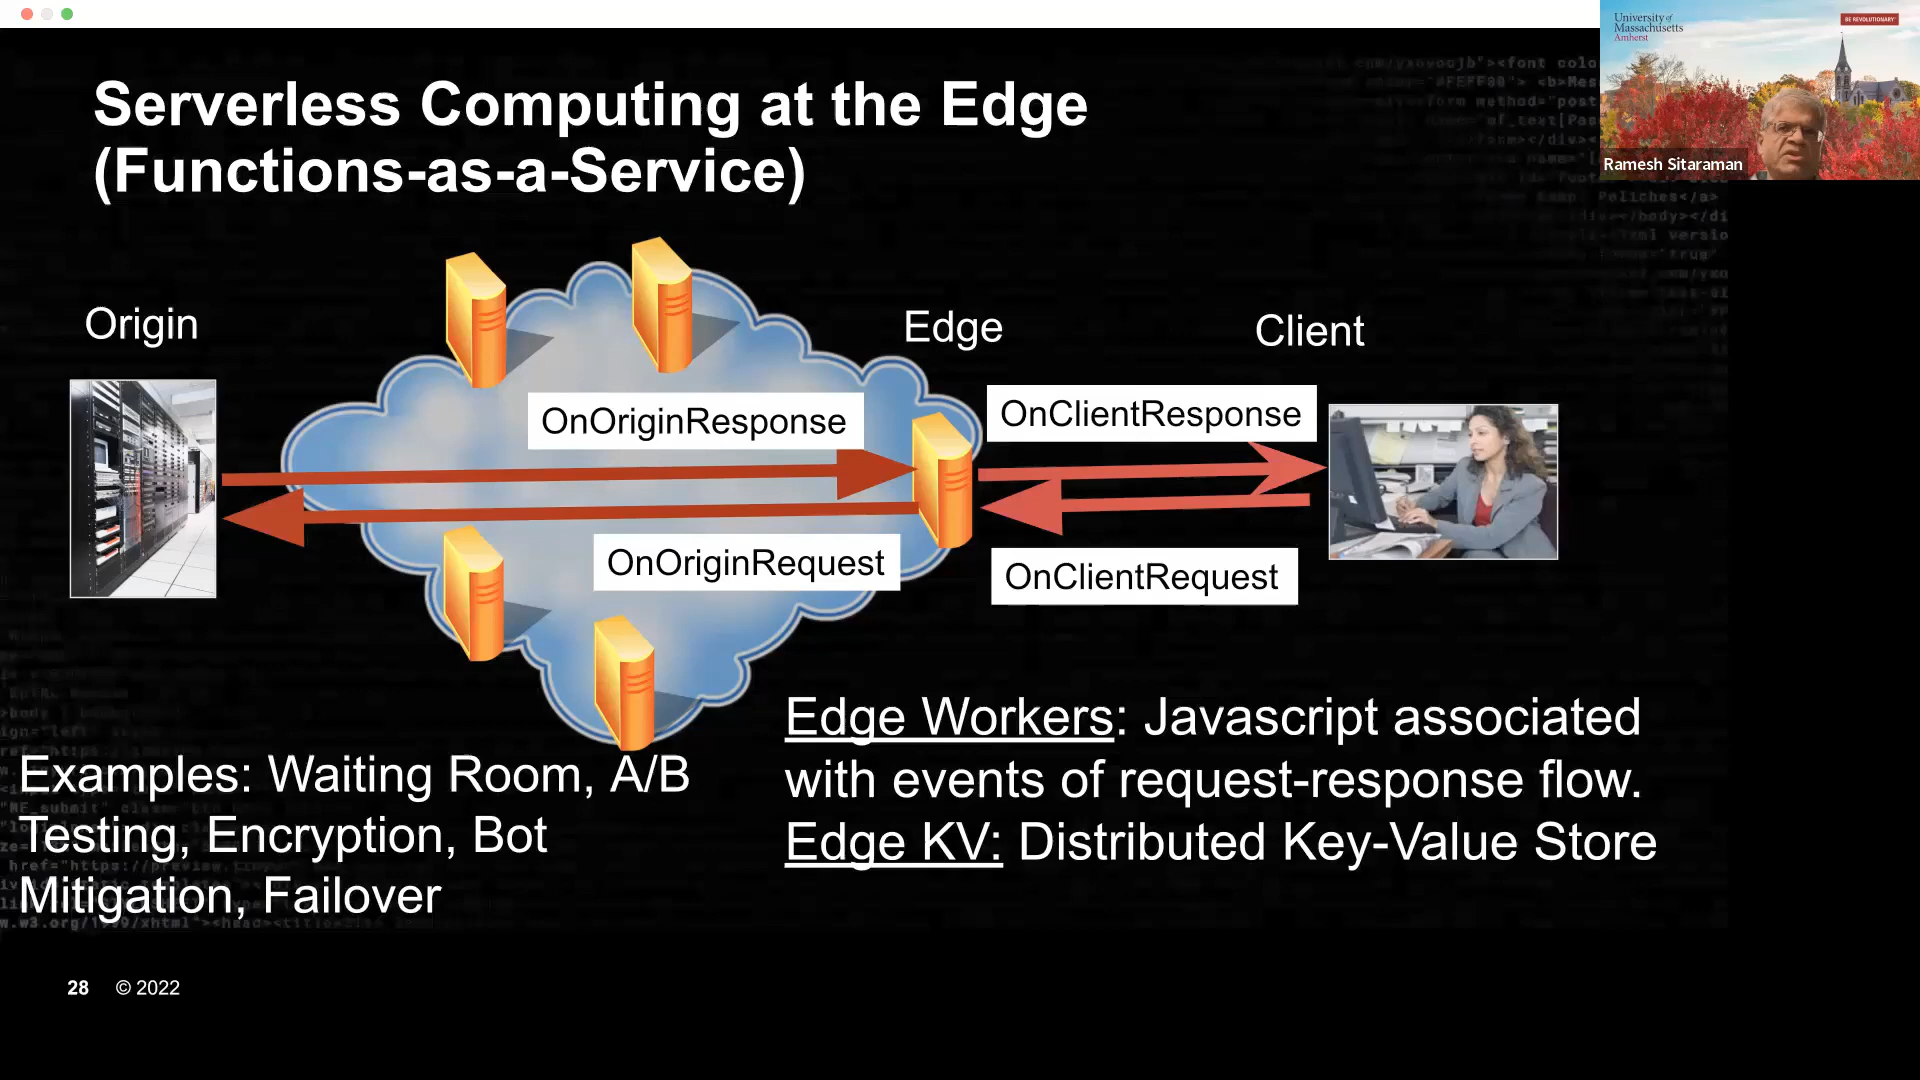 University of
Massachusetts
Amherst
BE REVOLUTIONARY
Ramesh Sitaraman
Serverless Computing at the Edge
(Functions-as-a-Service)
Origin
Edge
Client
OnOriginResponse
OnClientResponse
OnOriginRequest
OnClientRequest
Edge Workers: Javascript associated
with events of request-response flow.
Edge KV: Distributed Key-Value Store
Examples: Waiting Room, A/B
Testing, Encryption, Bot
Mitigation, Failover
28 © 2022